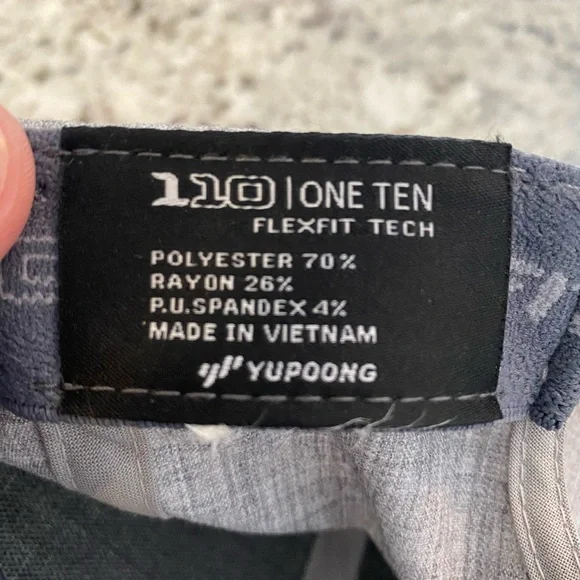 110 | ONE TEN
FLEXFIT TECH
POLYESTER 70%
RAYON 26%
P.U.SPANDEX 4%
MADE IN VIETNAM
YUPOONG